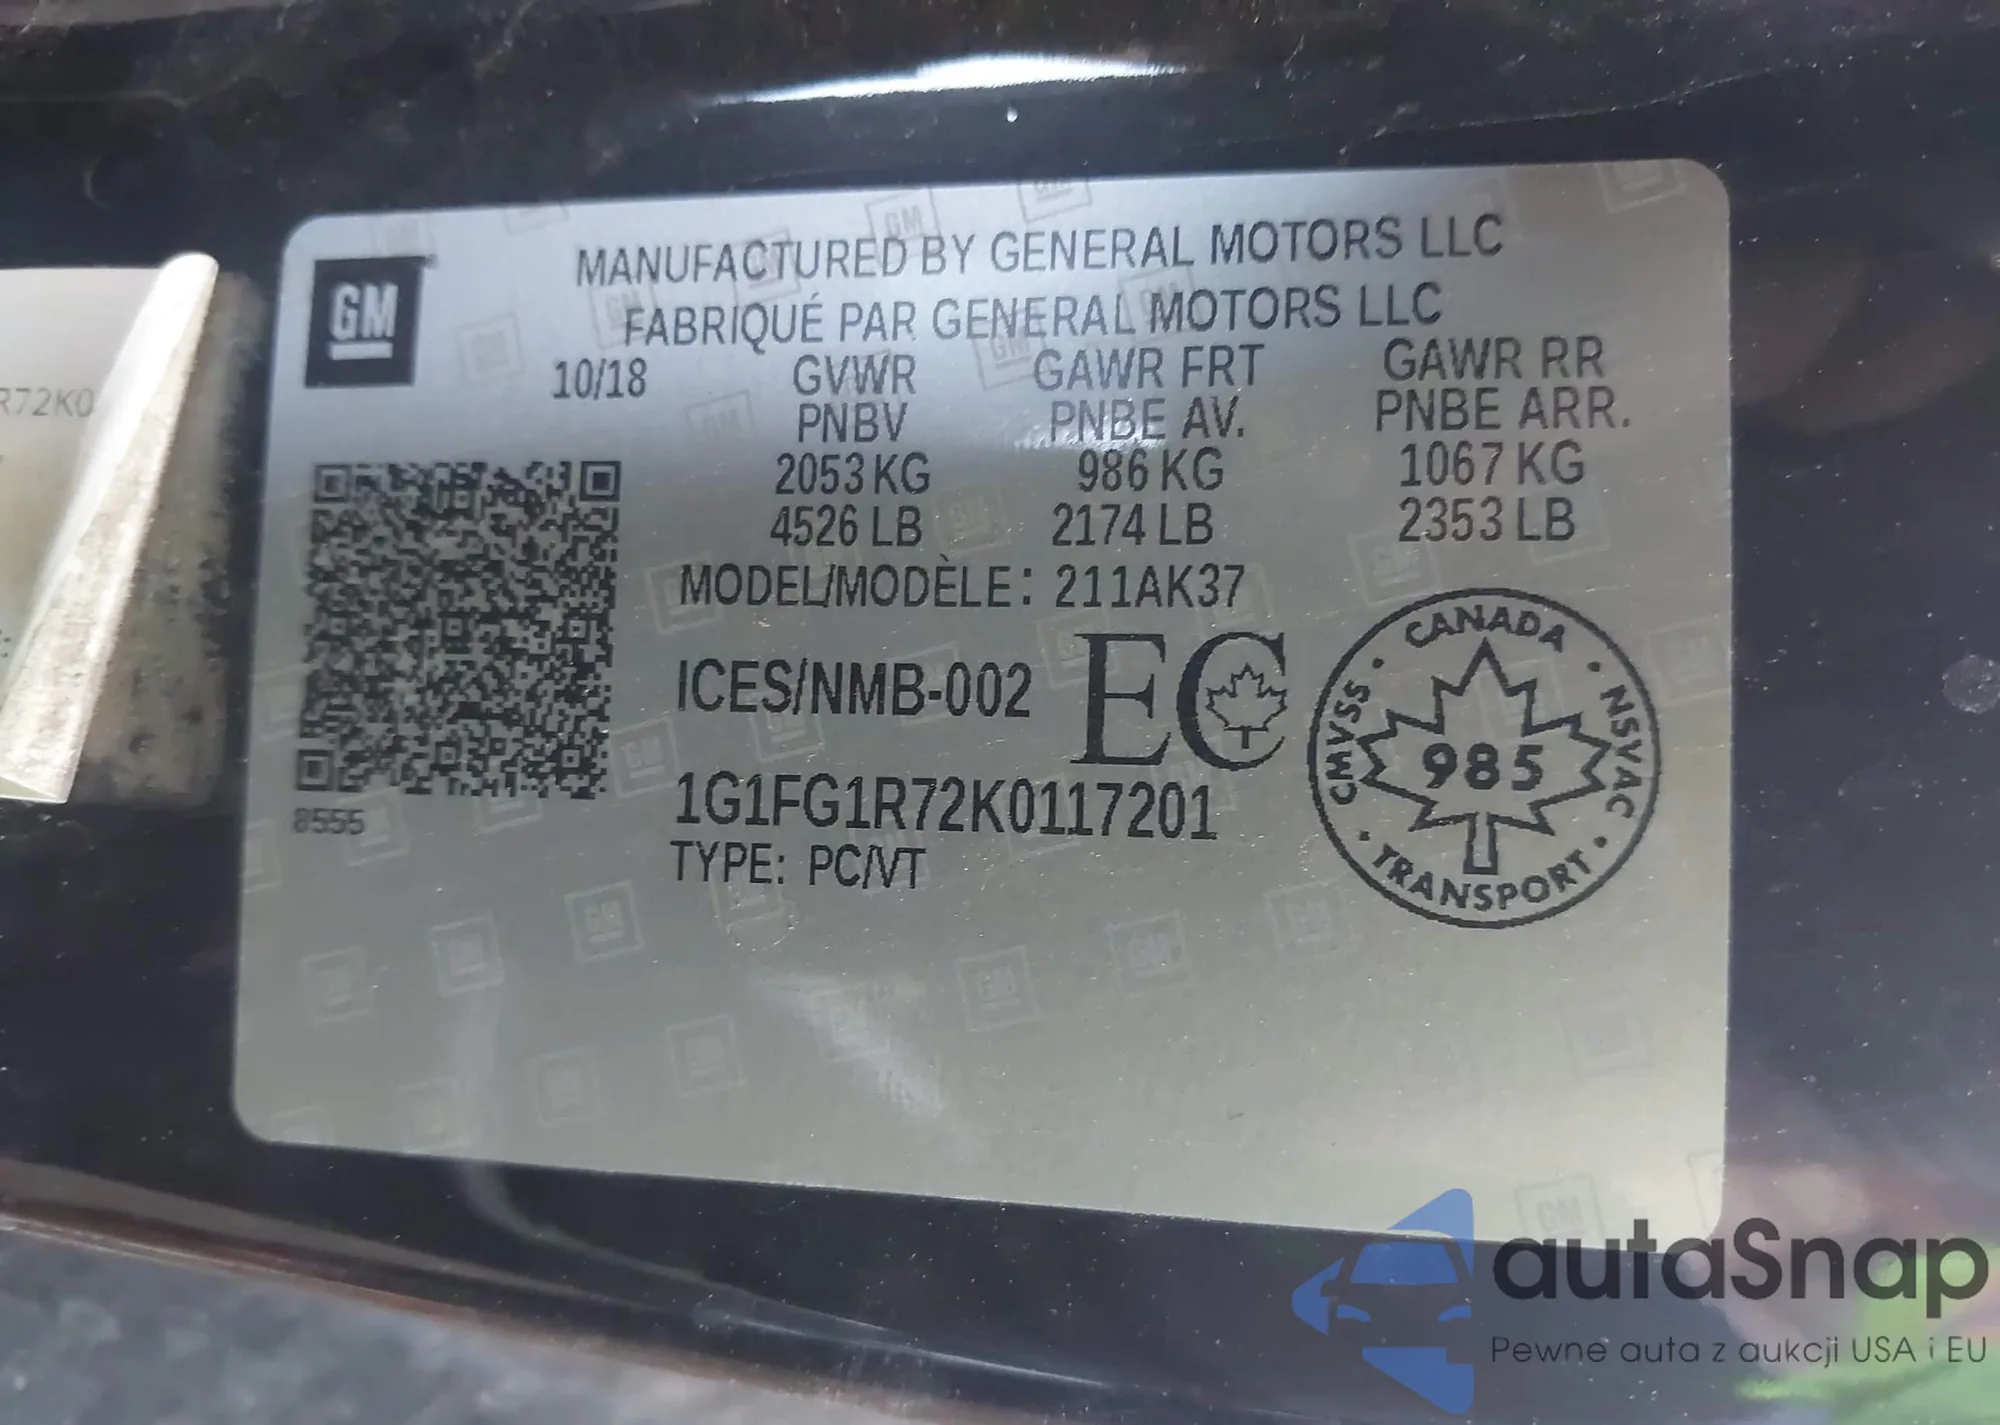 GM
MANUFACTURED BY GENERAL MOTORS LLC
FABRIQUÉ PAR GENERAL MOTORS LLC
10/18 GVWR GAWR FRT GAWR RR
PNBV PNBE AV. PNBE ARR.
2053 KG 986 KG 1067 KG
4526 LB 2174 LB 2353 LB
MODEL/MODÈLE: 211AK37
ICES/NMB-002 EC
1G1FG1R72K0117201
TYPE: PC/VT
8555
CANADA
CMVSS
985
NSVAC
TRANSPORT
R72K0
autaSnap
Pewne auta z aukcji USA i EU